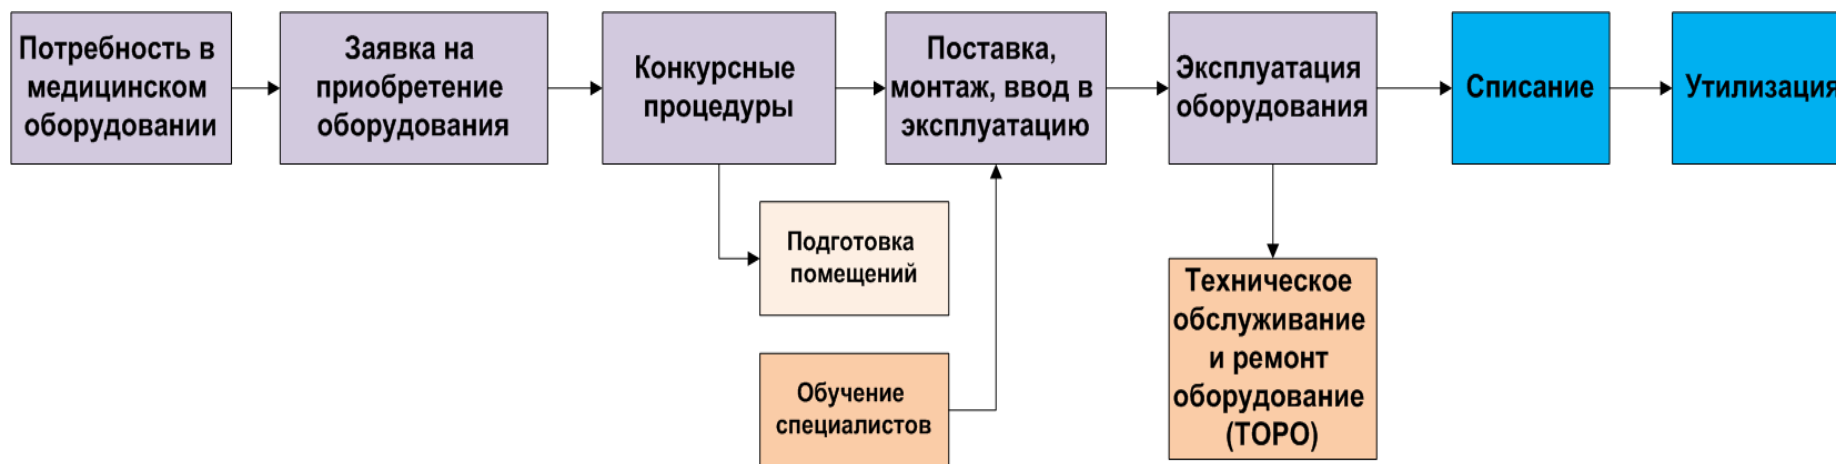 Потребность в
медицинском
оборудовании
Заявка на
приобретение
оборудования
Конкурсные
процедуры
Поставка,
монтаж, ввод в
эксплуатацию
Эксплуатация
оборудования
Списание
Утилизация
Подготовка
помещений
Обучение
специалистов
Техническое
обслуживание
и ремонт
оборудование
(ТОРО)